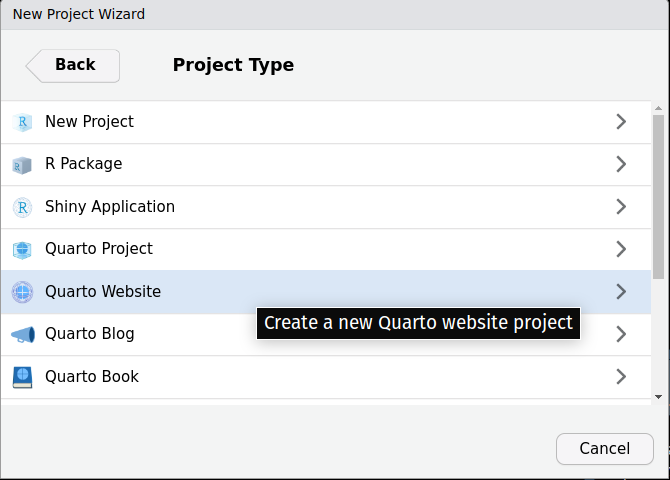 New Project Wizard
Back
Project Type
New Project
R Package
Shiny Application
Quarto Project
Quarto Website
Create a new Quarto website project
Quarto Blog
Quarto Book
Cancel